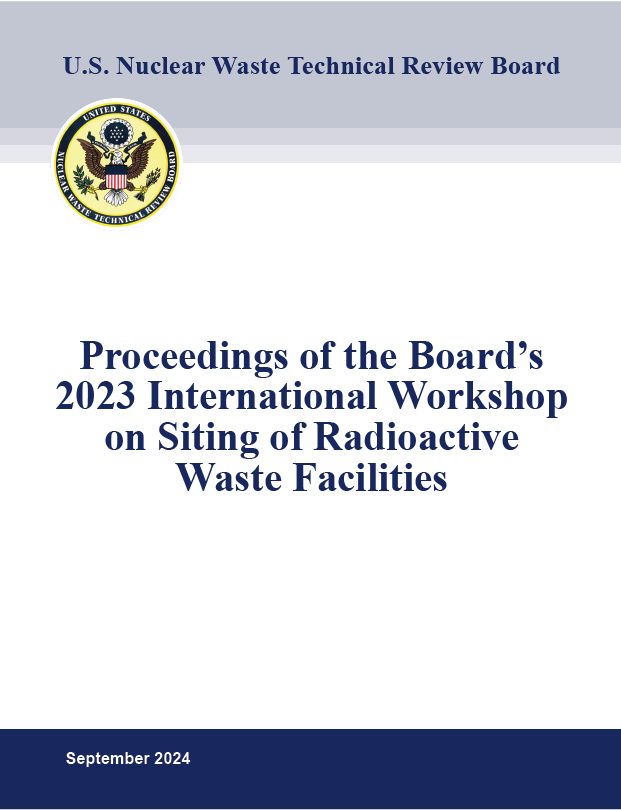 U.S. Nuclear Waste Technical Review Board
UNITED STATES
NUCLEAR WASTE TECHNICAL REVIEW BOARD
Proceedings of the Board’s
2023 International Workshop
on Siting of Radioactive
Waste Facilities
September 2024